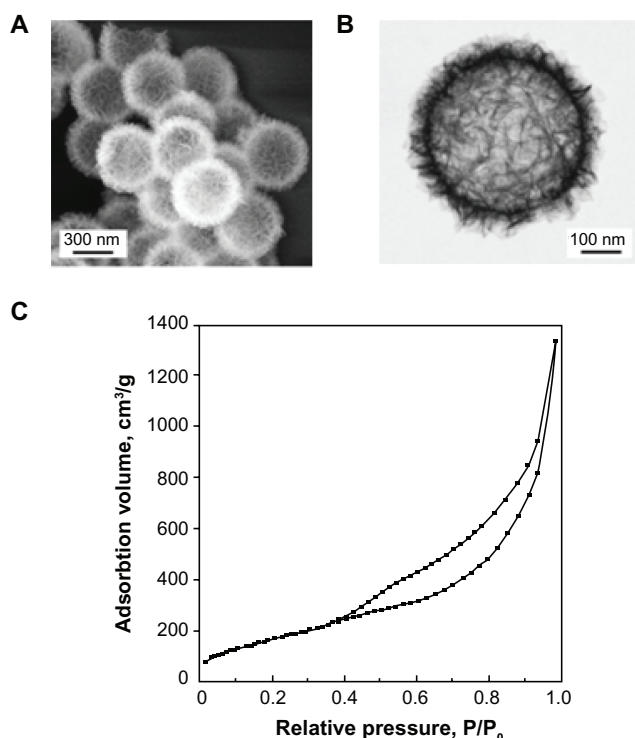 A
B
300 nm
100 nm
C
1400
1200
1000
800
600
400
200
0
0
0.2
0.4
0.6
0.8
1.0
Adsorbtion volume, cm³/g
Relative pressure, P/P₀